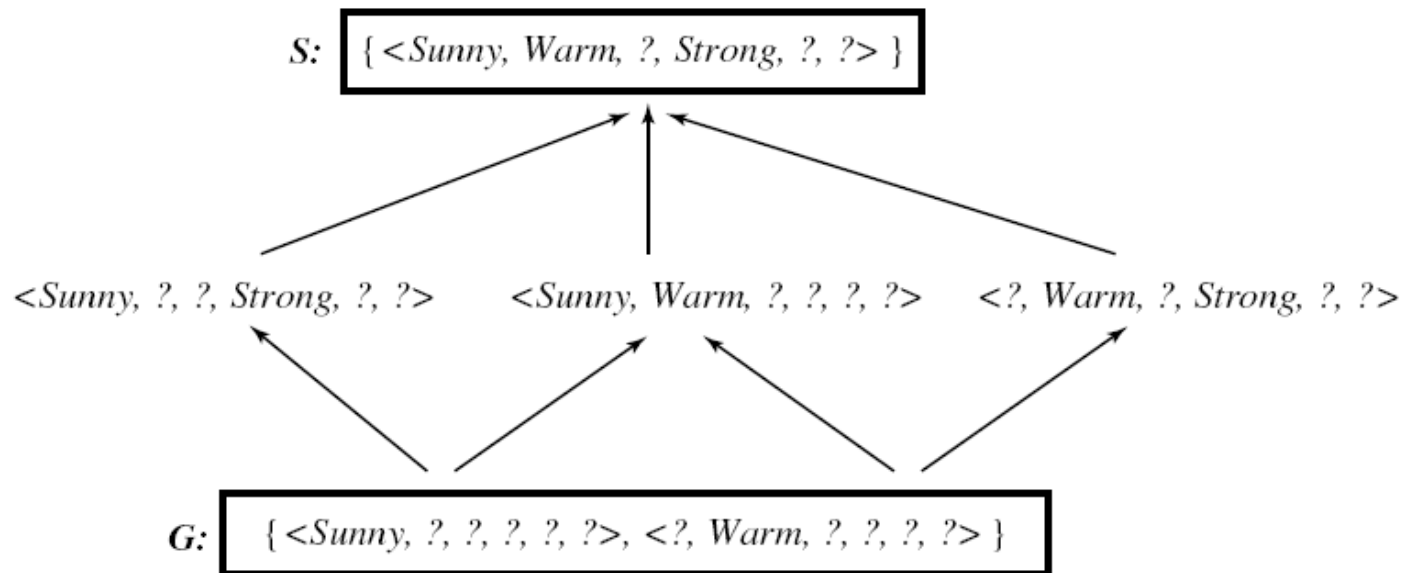 S: { <Sunny, Warm, ?, Strong, ?, ?> }
<Sunny, ?, ?, Strong, ?, ?> <Sunny, Warm, ?, ?, ?, ?> <?, Warm, ?, Strong, ?, ?>
G: { <Sunny, ?, ?, ?, ?, ?>, <?, Warm, ?, ?, ?, ?> }